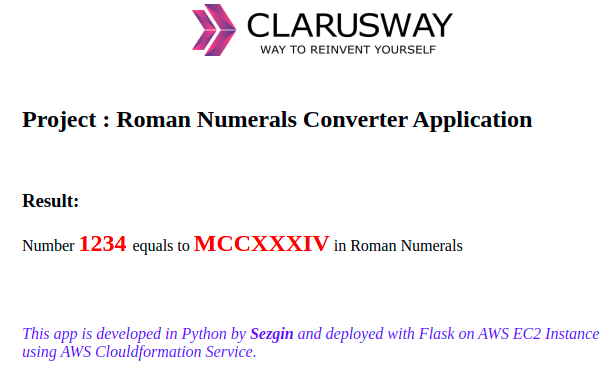 CLARUSWAY
WAY TO REINVENT YOURSELF
Project : Roman Numerals Converter Application
Result:
Number 1234 equals to MCCXXXIV in Roman Numerals
This app is developed in Python by Sezgin and deployed with Flask on AWS EC2 Instance
using AWS Clouldformation Service.